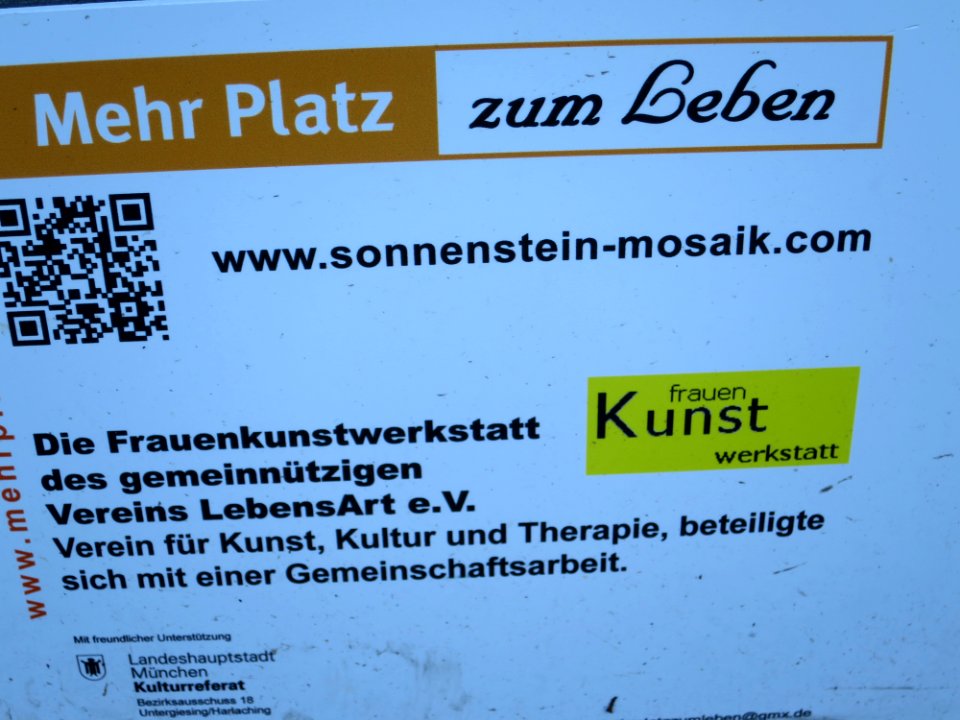 Mehr Platz zum Leben
www.sonnenstein-mosaik.com
frauen
Kunst
werkstatt
Die Frauenkunstwerkstatt
des gemeinnützigen
Vereins LebensArt e.V.
Verein für Kunst, Kultur und Therapie, beteiligte
sich mit einer Gemeinschaftsarbeit.
Mit freundlicher Unterstützung
Landeshauptstadt
München
Kulturreferat
Bezirksausschuss 18
Untergiesing/Harlaching